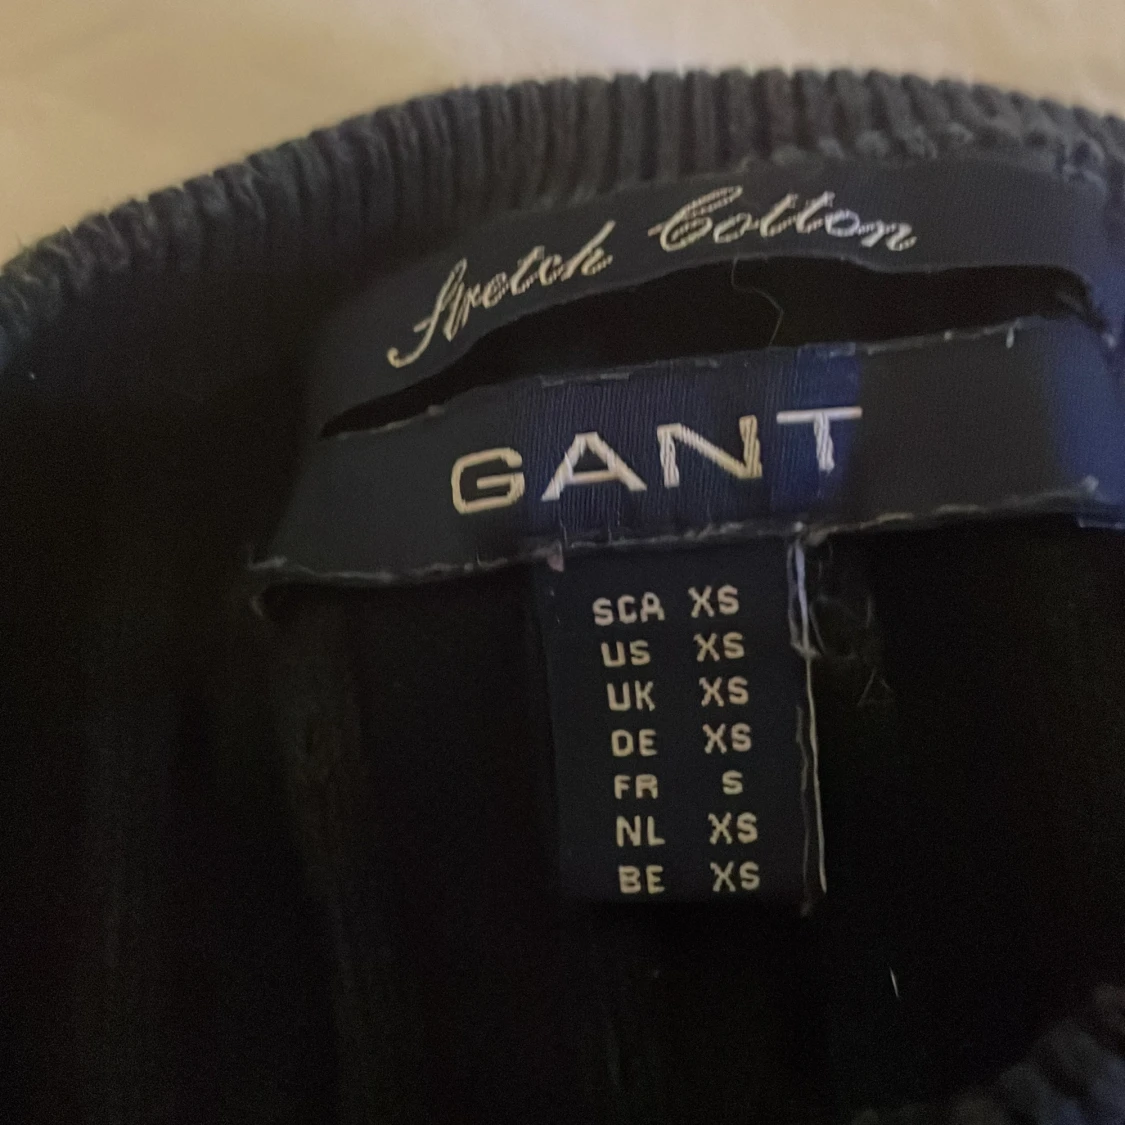 Stretch Cotton
GANT
SCA XS
US XS
UK XS
DE XS
FR S
NL XS
BE XS